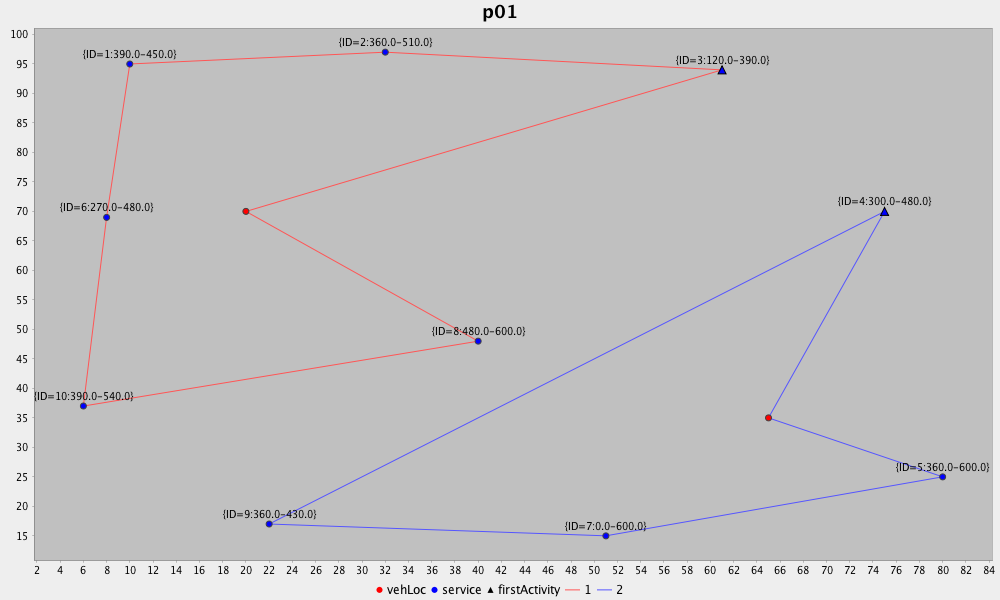 p01
100
95
90
85
80
75
70
65
60
55
50
45
40
35
30
25
20
15
{ID=1:390.0–450.0}
{ID=2:360.0–510.0}
{ID=3:120.0–390.0}
{ID=6:270.0–480.0}
{ID=4:300.0–480.0}
{ID=8:480.0–600.0}
{ID=10:390.0–540.0}
{ID=5:360.0–600.0}
{ID=9:360.0–430.0}
{ID=7:0.0–600.0}
2 4 6 8 10 12 14 16 18 20 22 24 26 28 30 32 34 36 38 40 42 44 46 48 50 52 54 56 58 60 62 64 66 68 70 72 74 76 78 80 82 84
vehLoc service firstActivity 1 2